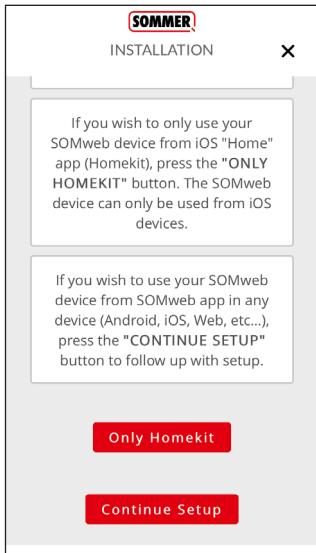 SOMMER
INSTALLATION
If you wish to only use your
SOMweb device from iOS "Home"
app (Homekit), press the "ONLY
HOMEKIT" button. The SOMweb
device can only be used from iOS
devices.
If you wish to use your SOMweb
device from SOMweb app in any
device (Android, iOS, Web, etc...),
press the "CONTINUE SETUP"
button to follow up with setup.
Only Homekit
Continue Setup